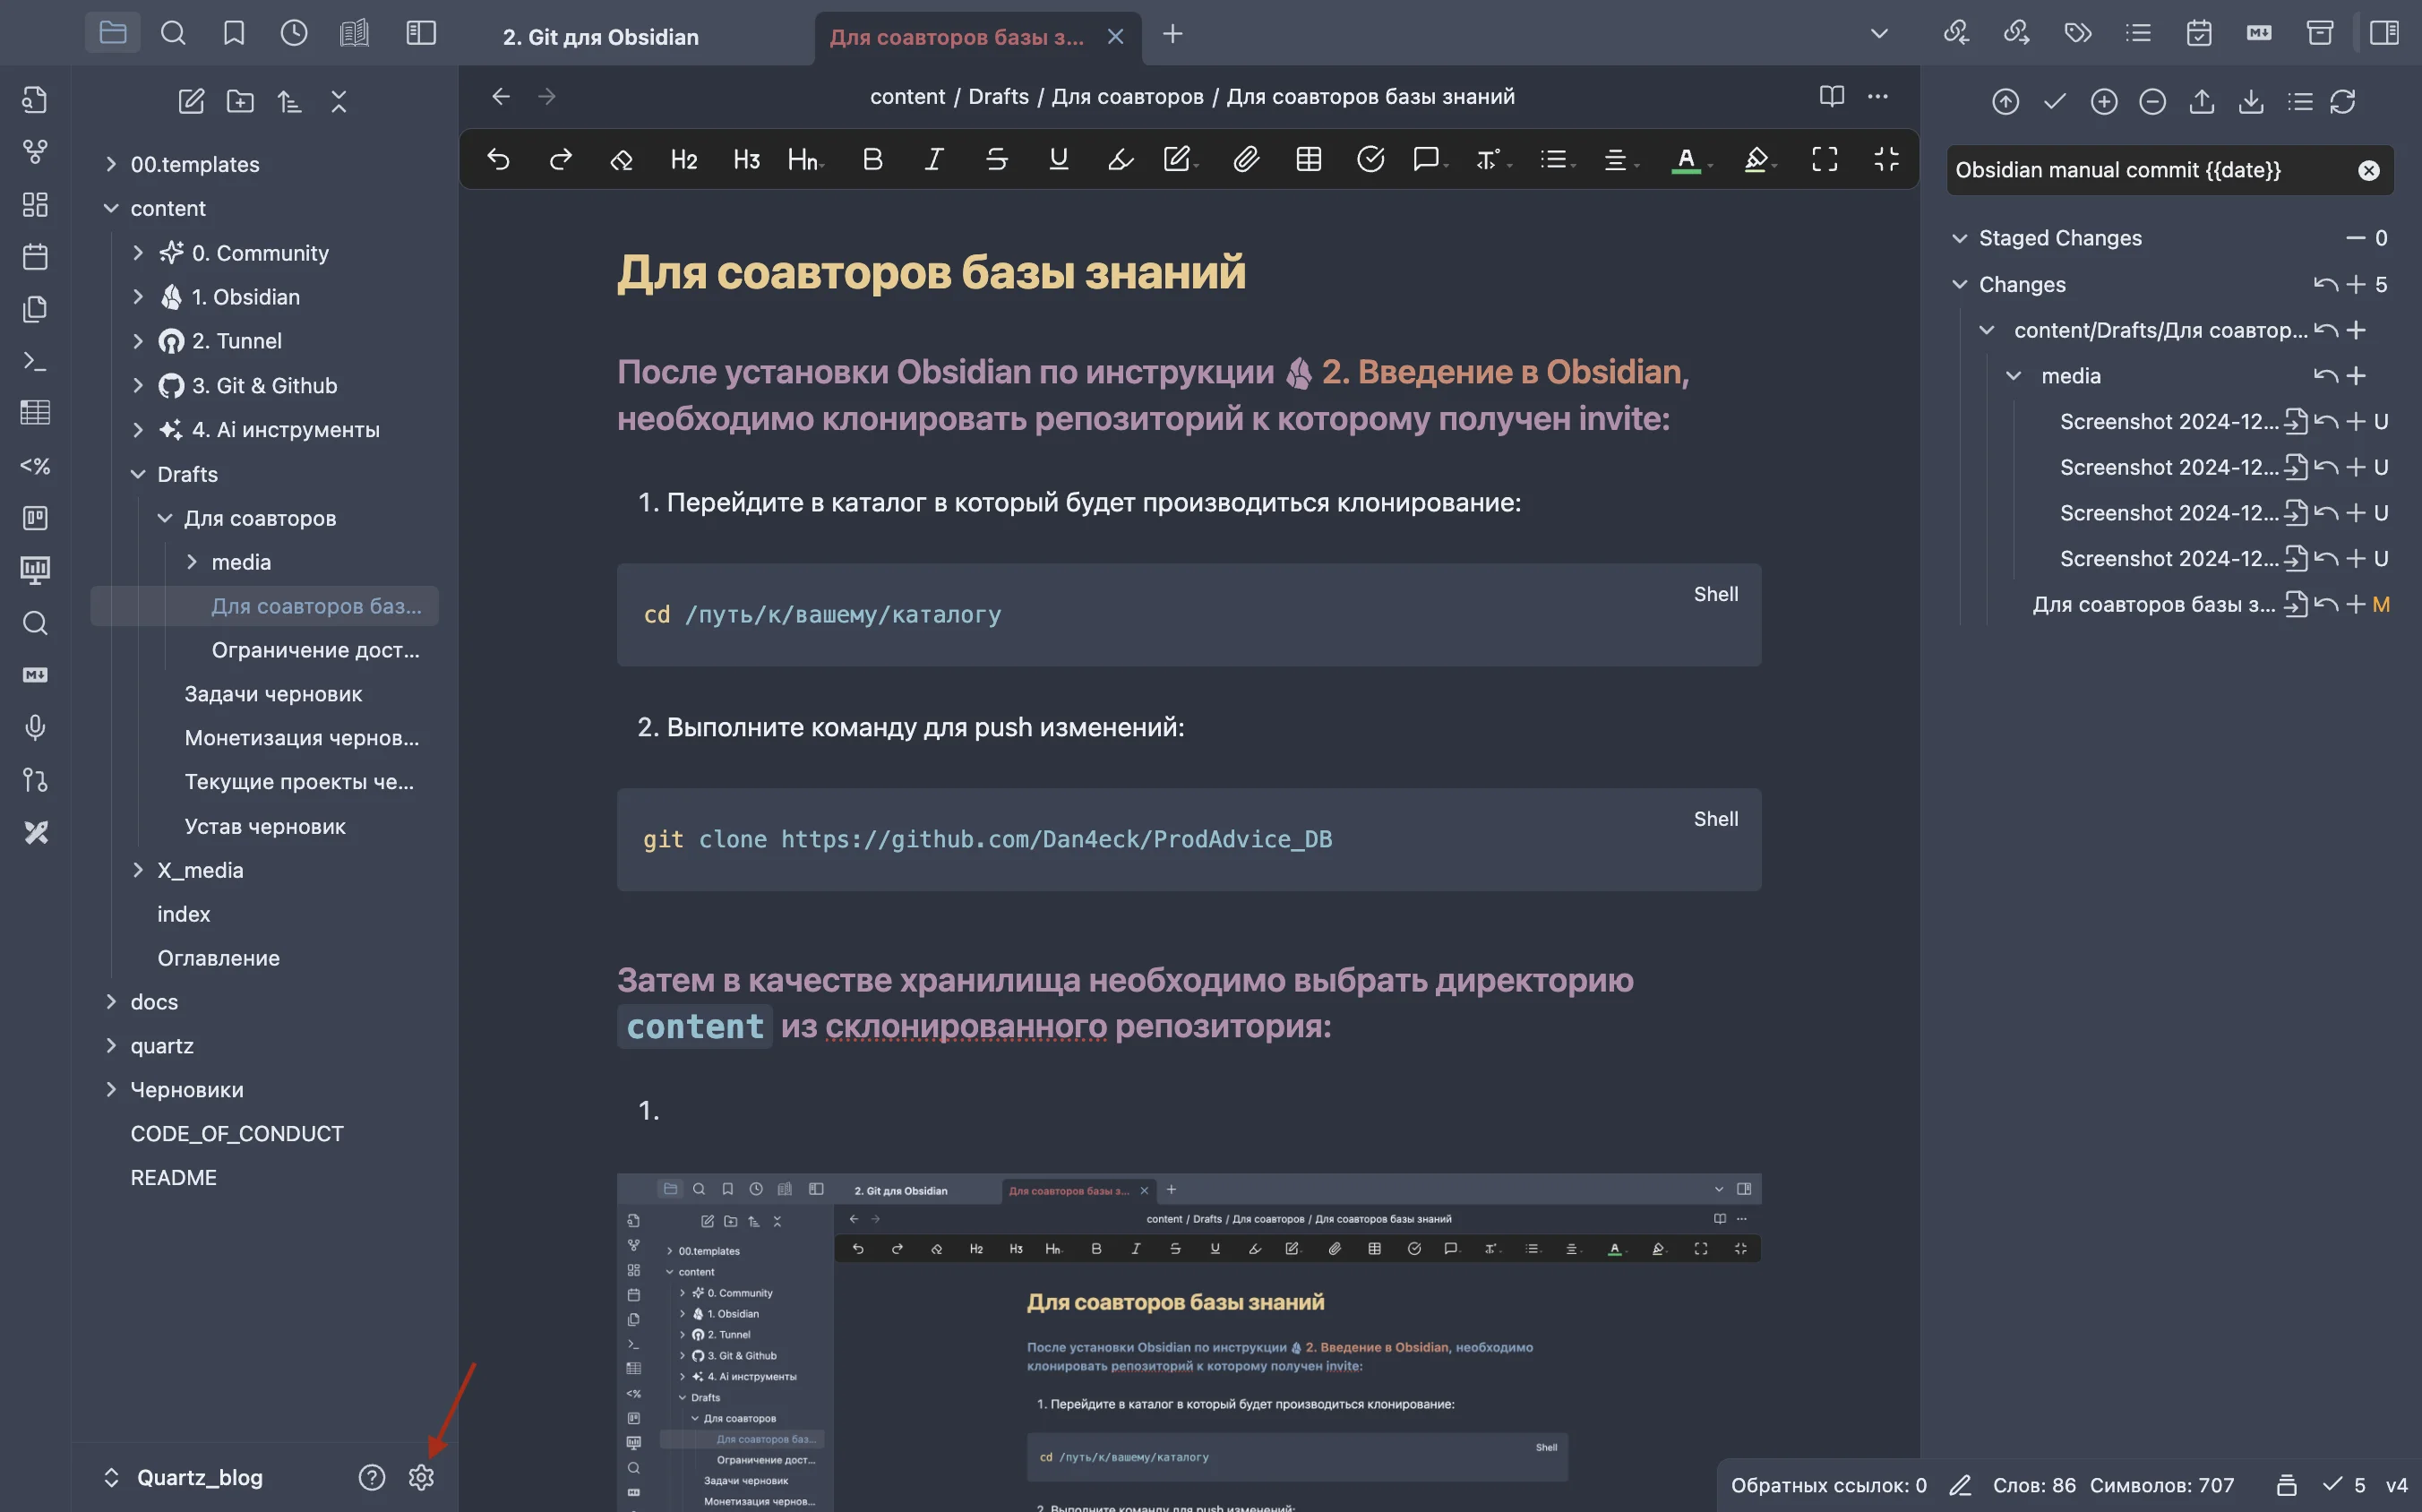 2. Git для Obsidian
Для соавторов базы з...
00.templates
content
0. Community
1. Obsidian
2. Tunnel
3. Git & Github
4. Ai инструменты
Drafts
Для соавторов
media
Для соавторов баз...
Ограничение дост...
Задачи черновик
Монетизация чернов...
Текущие проекты че...
Устав черновик
X_media
index
Оглавление
docs
quartz
Черновики
CODE_OF_CONDUCT
README
Quartz_blog
content / Drafts / Для соавторов / Для соавторов базы знаний
H2 H3 Hn B I S U A
Для соавторов базы знаний
После установки Obsidian по инструкции 2. Введение в Obsidian,
необходимо клонировать репозиторий к которому получен invite:
1. Перейдите в каталог в который будет производиться клонирование:
Shell
cd /путь/к/вашему/каталогу
2. Выполните команду для push изменений:
Shell
git clone https://github.com/Dan4eck/ProdAdvice_DB
Затем в качестве хранилища необходимо выбрать директорию
content из склонированного репозитория:
1.
2. Git для Obsidian
Для соавторов базы з...
content / Drafts / Для соавторов / Для соавторов базы знаний
H2 H3 Hn B I S U A
00.templates
content
0. Community
1. Obsidian
2. Tunnel
3. Git & Github
4. Ai инструменты
Drafts
Для соавторов
Для соавторов баз...
Ограничение дост...
Задачи черновик
Монетизация чернов...
Для соавторов базы знаний
После установки Obsidian по инструкции 2. Введение в Obsidian, необходимо
клонировать репозиторий к которому получен invite:
1. Перейдите в каталог в который будет производиться клонирование:
Shell
cd /путь/к/вашему/каталогу
2. Выполните команду для push изменений:
Obsidian manual commit {{date}}
Staged Changes 0
Changes 5
content/Drafts/Для соавтор...
media
Screenshot 2024-12... U
Screenshot 2024-12... U
Screenshot 2024-12... U
Screenshot 2024-12... U
Для соавторов базы з... M
Обратных ссылок: 0 Слов: 86 Символов: 707 5 v4